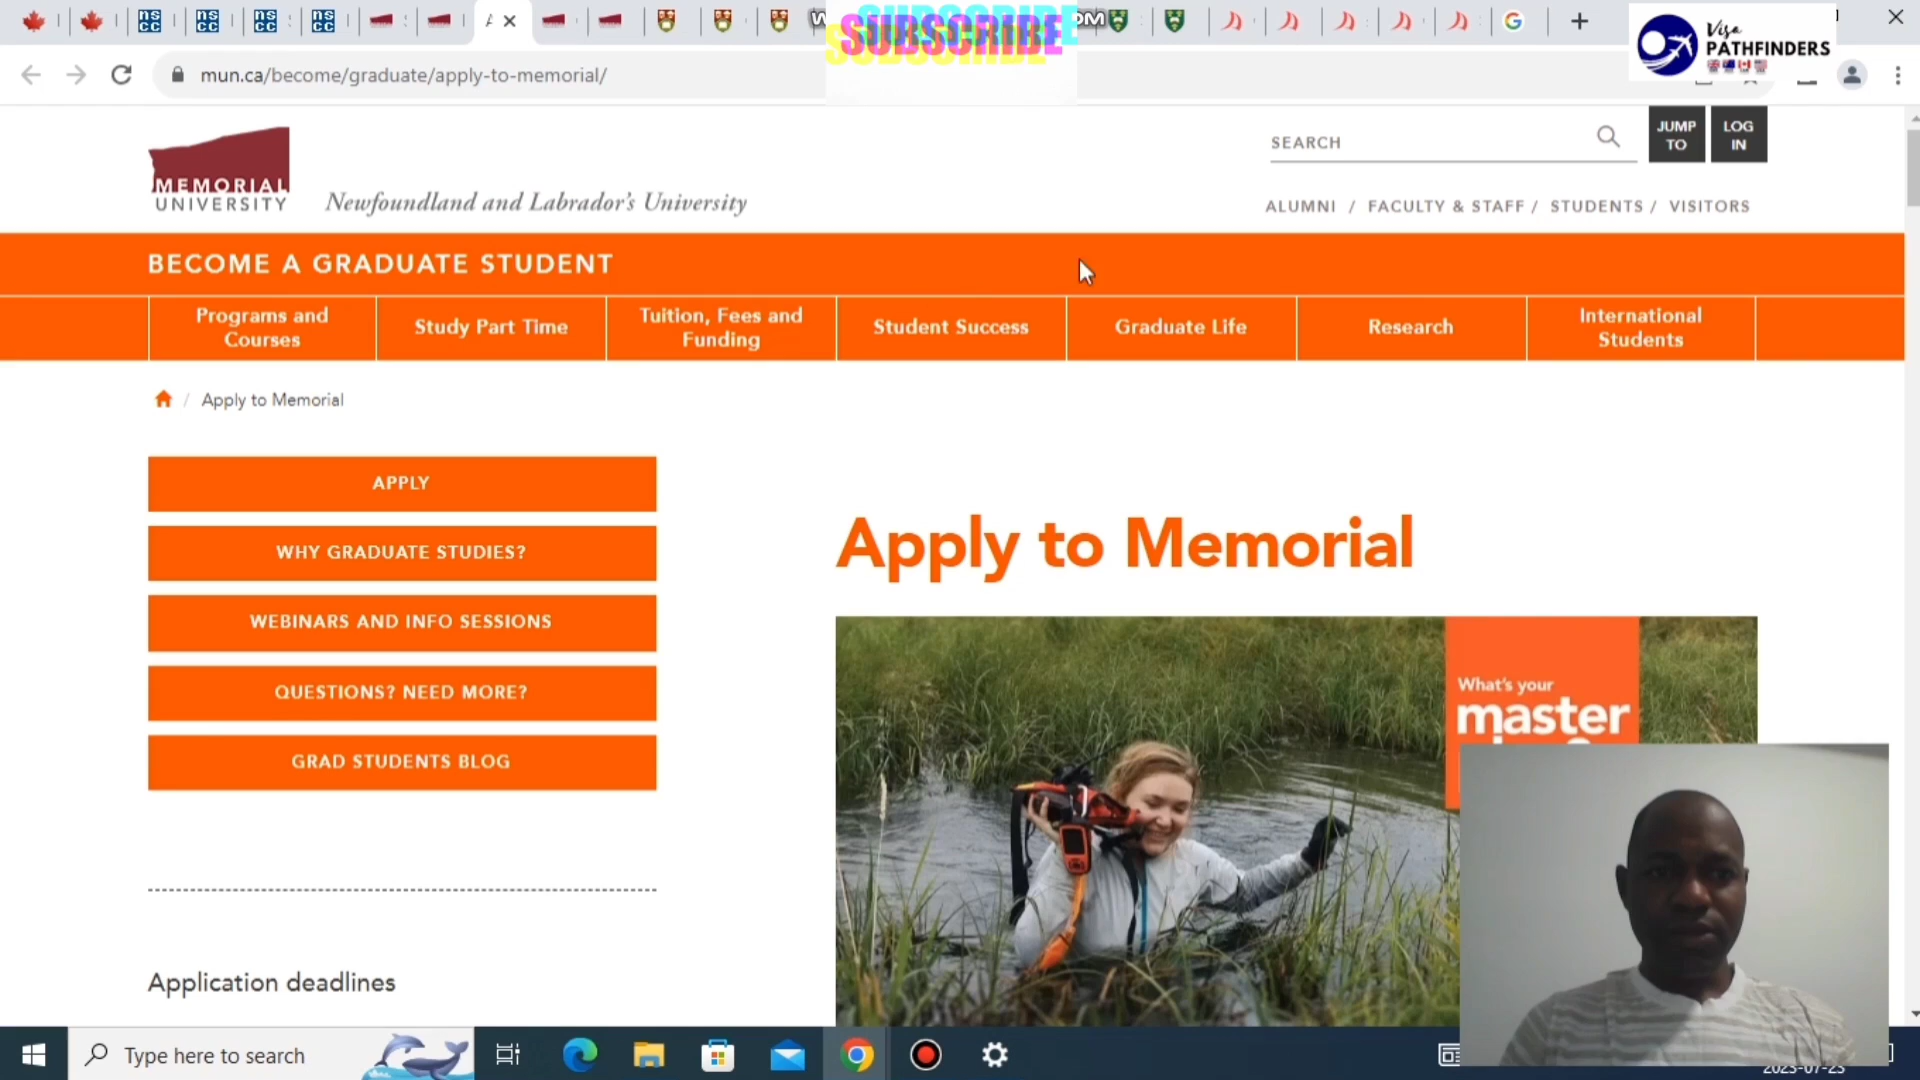 SUBSCRIBE
Visa
PATHFINDERS
mun.ca/become/graduate/apply-to-memorial/
MEMORIAL
UNIVERSITY
Newfoundland and Labrador's University
SEARCH
JUMP
TO
LOG
IN
ALUMNI / FACULTY & STAFF / STUDENTS / VISITORS
BECOME A GRADUATE STUDENT
Programs and
Courses
Study Part Time
Tuition, Fees and
Funding
Student Success
Graduate Life
Research
International
Students
/ Apply to Memorial
APPLY
WHY GRADUATE STUDIES?
WEBINARS AND INFO SESSIONS
QUESTIONS? NEED MORE?
GRAD STUDENTS BLOG
Apply to Memorial
What's your
master
Application deadlines
Type here to search
2023-07-23